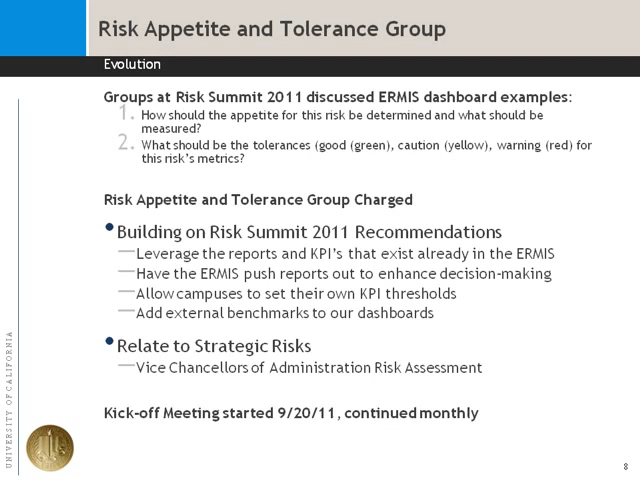 Risk Appetite and Tolerance Group
Evolution
Groups at Risk Summit 2011 discussed ERMIS dashboard examples:
1. How should the appetite for this risk be determined and what should be
measured?
2. What should be the tolerances (good (green), caution (yellow), warning (red) for
this risk's metrics?
Risk Appetite and Tolerance Group Charged
•Building on Risk Summit 2011 Recommendations
—Leverage the reports and KPI's that exist already in the ERMIS
—Have the ERMIS push reports out to enhance decision-making
—Allow campuses to set their own KPI thresholds
—Add external benchmarks to our dashboards
•Relate to Strategic Risks
—Vice Chancellors of Administration Risk Assessment
Kick-off Meeting started 9/20/11, continued monthly
UNIVERSITY OF CALIFORNIA
8